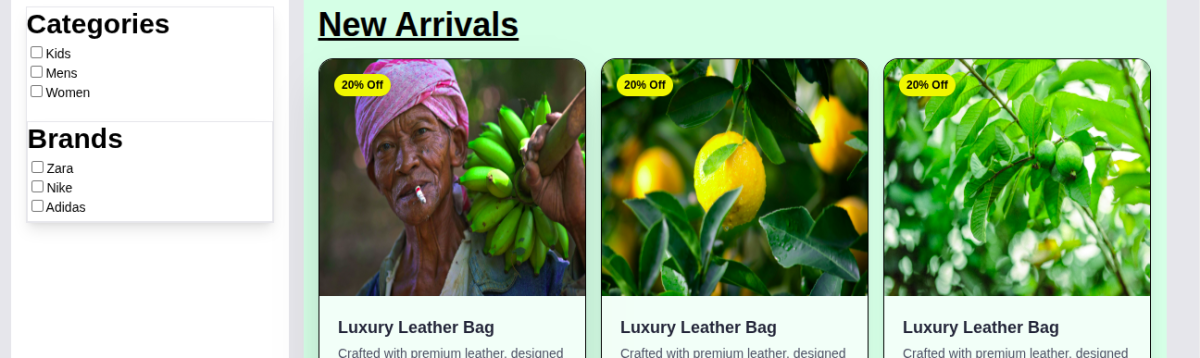 Categories
Kids
Mens
Women
Brands
Zara
Nike
Adidas
New Arrivals
20% Off
20% Off
20% Off
Luxury Leather Bag
Luxury Leather Bag
Luxury Leather Bag
Crafted with premium leather, designed
Crafted with premium leather, designed
Crafted with premium leather, designed